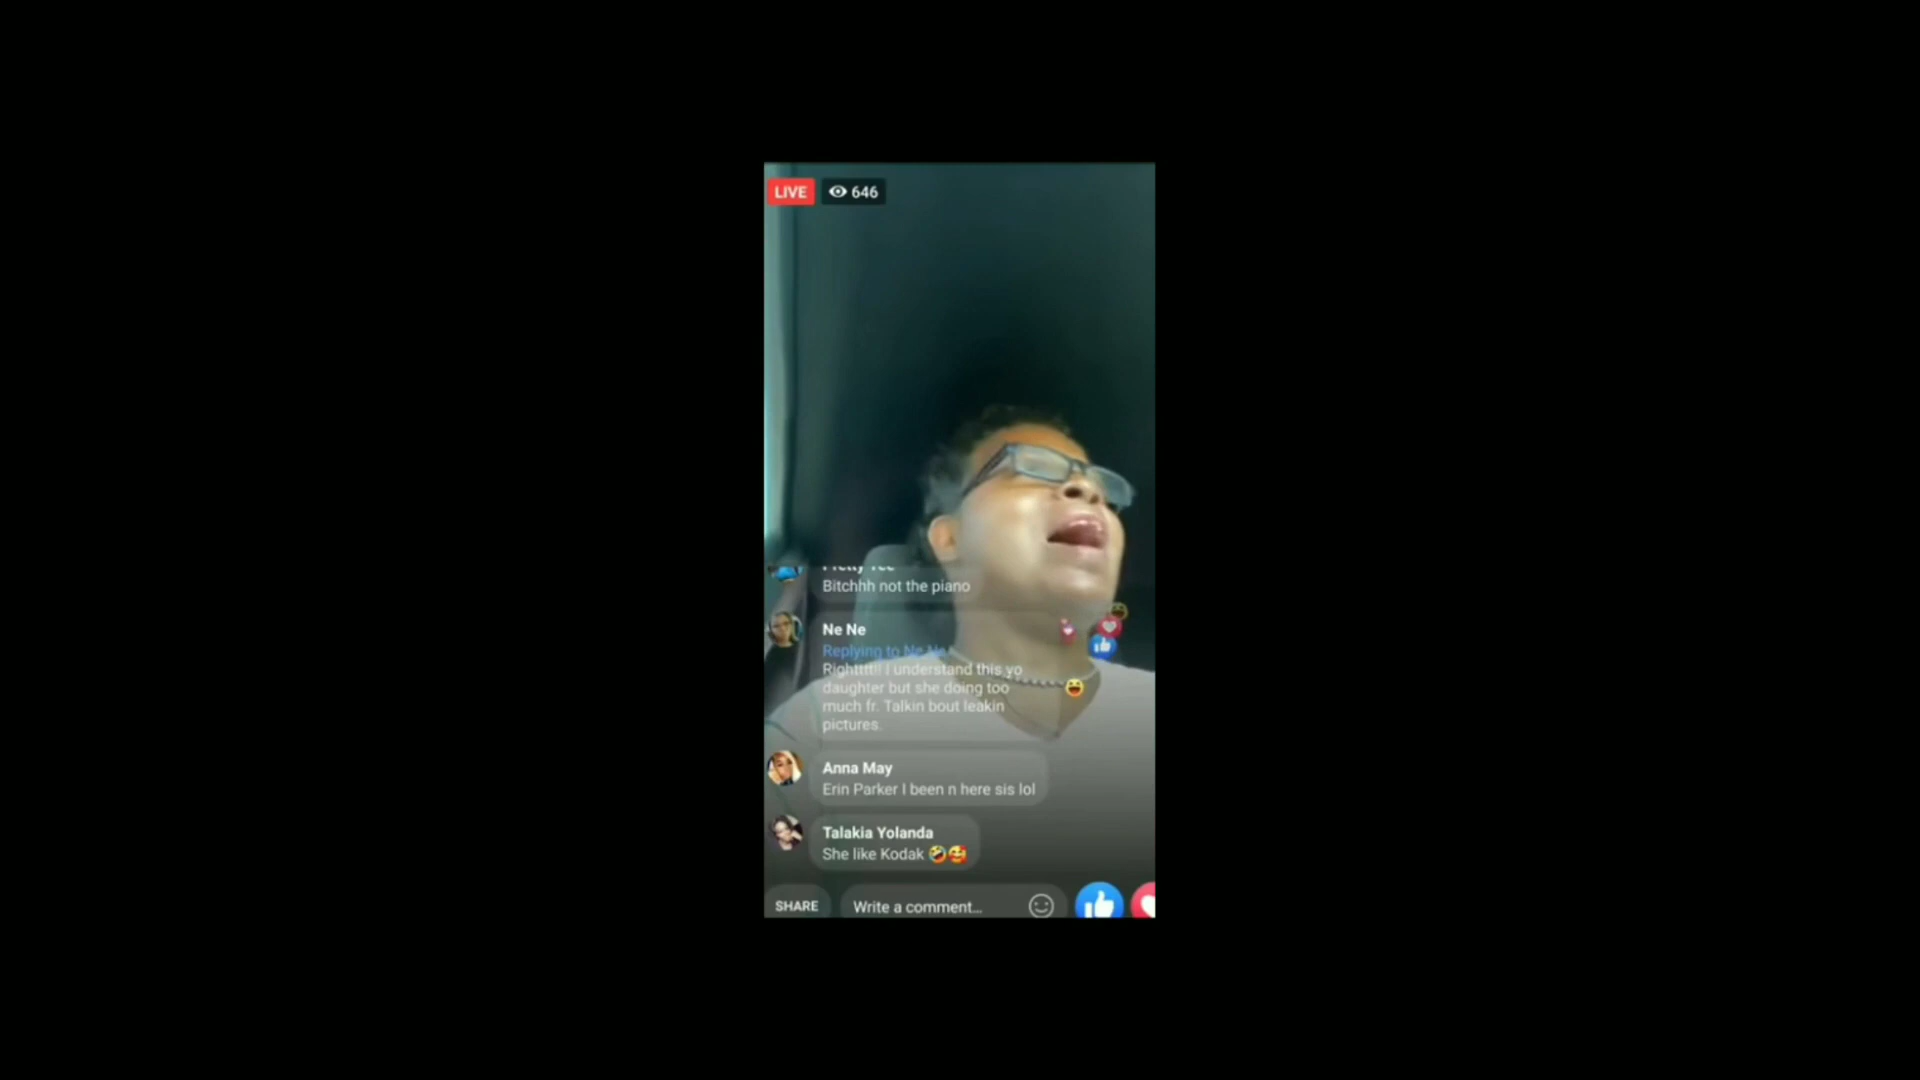 LIVE 646
Pretty Tee
Bitchhh not the piano
Ne Ne
Replying to Ne Ne
Righttttt! I understand this yo
daughter but she doing too
much fr. Talkin bout leakin
pictures.
Anna May
Erin Parker I been n here sis lol
Talakia Yolanda
She like Kodak 🤣🥰
SHARE
Write a comment...